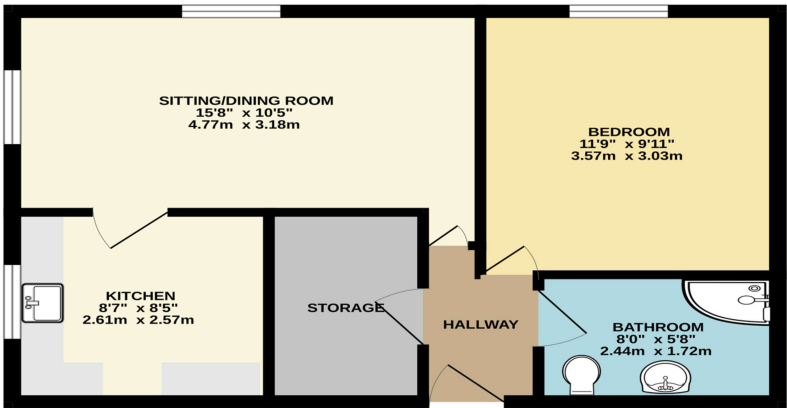 SITTING/DINING ROOM
15'8" x 10'5"
4.77m x 3.18m
BEDROOM
11'9" x 9'11"
3.57m x 3.03m
KITCHEN
8'7" x 8'5"
2.61m x 2.57m
STORAGE
HALLWAY
BATHROOM
8'0" x 5'8"
2.44m x 1.72m